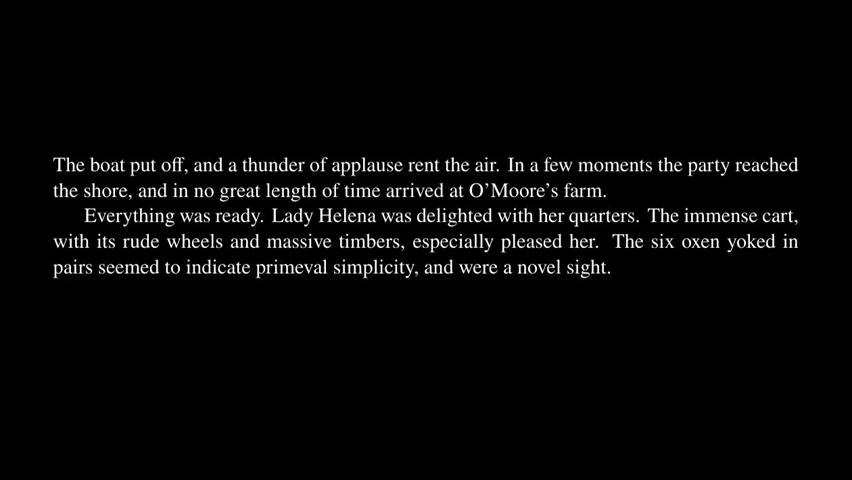 The boat put off, and a thunder of applause rent the air. In a few moments the party reached
the shore, and in no great length of time arrived at O’Moore’s farm.
Everything was ready. Lady Helena was delighted with her quarters. The immense cart,
with its rude wheels and massive timbers, especially pleased her. The six oxen yoked in
pairs seemed to indicate primeval simplicity, and were a novel sight.